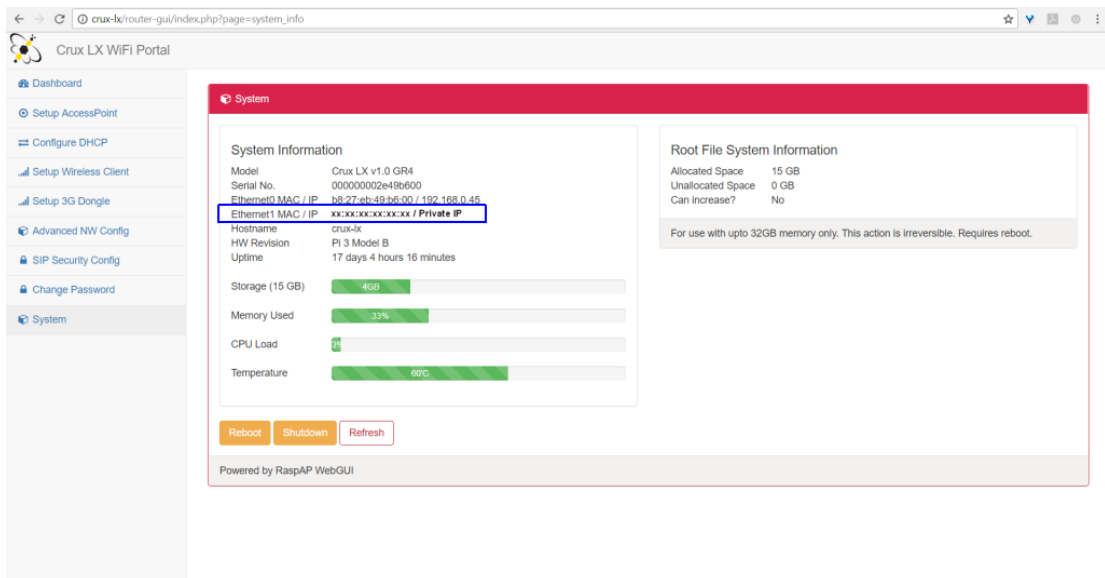 crux-lx/router-gui/index.php?page=system_info
Crux LX WiFi Portal
Dashboard
Setup AccessPoint
Configure DHCP
Setup Wireless Client
Setup 3G Dongle
Advanced NW Config
SIP Security Config
Change Password
System
System
System Information
Model Crux LX v1.0 GR4
Serial No. 000000002e49b600
Ethernet0 MAC / IP b8:27:eb:49:b6:00 / 192.168.0.45
Ethernet1 MAC / IP xx:xx:xx:xx:xx:xx / Private IP
Hostname crux-lx
HW Revision Pi 3 Model B
Uptime 17 days 4 hours 16 minutes
Storage (15 GB) 4GB
Memory Used 33%
CPU Load
Temperature 60°C
Reboot Shutdown Refresh
Powered by RaspAP WebGUI
Root File System Information
Allocated Space 15 GB
Unallocated Space 0 GB
Can increase? No
For use with upto 32GB memory only. This action is irreversible. Requires reboot.